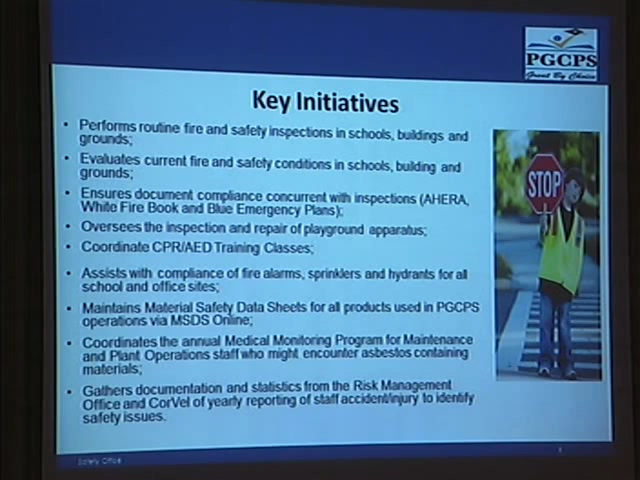 PGCPS
Great By Choice
Key Initiatives
• Performs routine fire and safety inspections in schools, buildings and
grounds;
• Evaluates current fire and safety conditions in schools, building and
grounds;
• Ensures document compliance concurrent with inspections (AHERA,
White Fire Book and Blue Emergency Plans);
• Oversees the inspection and repair of playground apparatus;
• Coordinate CPR/AED Training Classes;
• Assists with compliance of fire alarms, sprinklers and hydrants for all
school and office sites;
• Maintains Material Safety Data Sheets for all products used in PGCPS
operations via MSDS Online;
• Coordinates the annual Medical Monitoring Program for Maintenance
and Plant Operations staff who might encounter asbestos containing
materials;
• Gathers documentation and statistics from the Risk Management
Office and CorVel of yearly reporting of staff accident/injury to identify
safety issues.
STOP
Safety Office